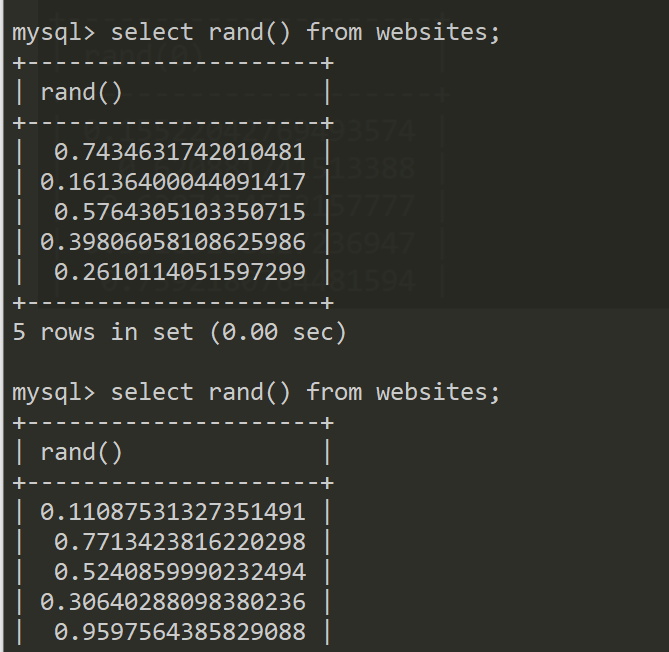 mysql> select rand() from websites;
+---------------------+
| rand()              |
+---------------------+
|  0.7434631742010481 |
| 0.16136400044091417 |
|  0.5764305103350715 |
| 0.39806058108625986 |
|  0.2610114051597299 |
+---------------------+
5 rows in set (0.00 sec)

mysql> select rand() from websites;
+---------------------+
| rand()              |
+---------------------+
| 0.11087531327351491 |
|  0.7713423816220298 |
|  0.5240859990232494 |
| 0.30640288098380236 |
|  0.9597564385829088 |